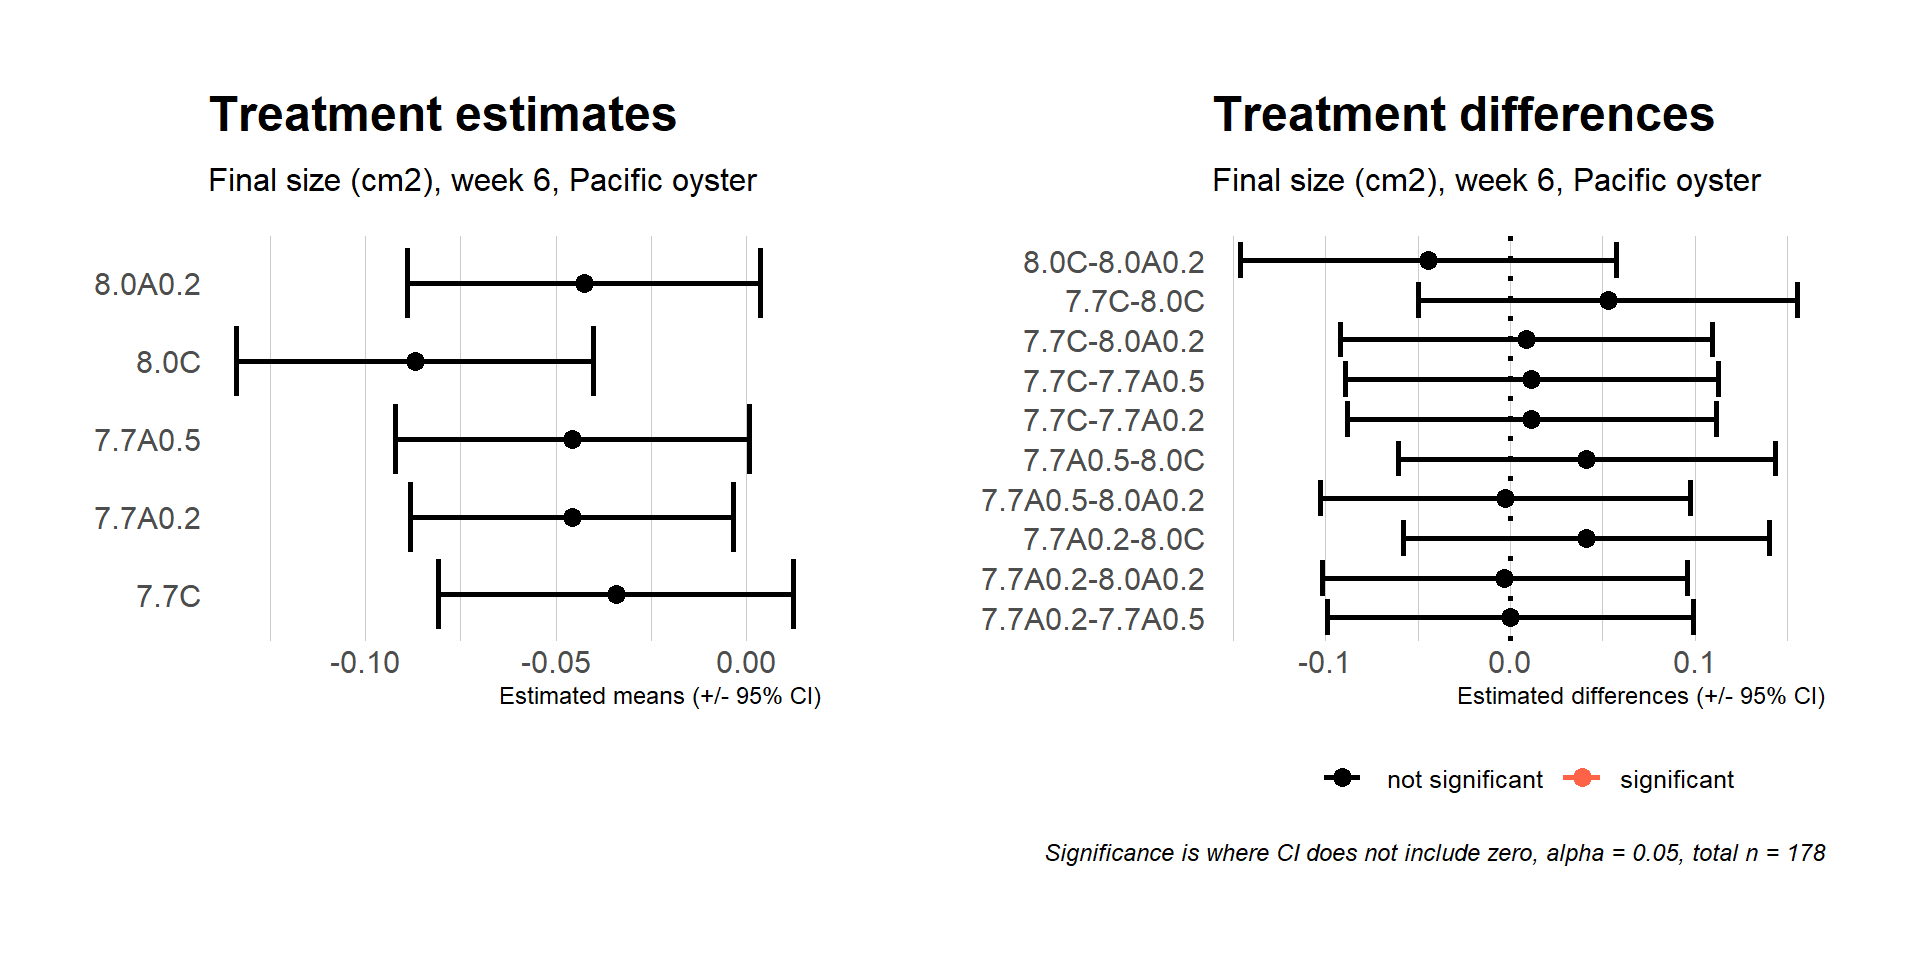 Treatment estimates
Final size (cm2), week 6, Pacific oyster
8.0A0.2
8.0C
7.7A0.5
7.7A0.2
7.7C
-0.10 -0.05 0.00
Estimated means (+/- 95% CI)
Treatment differences
Final size (cm2), week 6, Pacific oyster
8.0C-8.0A0.2
7.7C-8.0C
7.7C-8.0A0.2
7.7C-7.7A0.5
7.7C-7.7A0.2
7.7A0.5-8.0C
7.7A0.5-8.0A0.2
7.7A0.2-8.0C
7.7A0.2-8.0A0.2
7.7A0.2-7.7A0.5
-0.1 0.0 0.1
Estimated differences (+/- 95% CI)
not significant significant
Significance is where CI does not include zero, alpha = 0.05, total n = 178